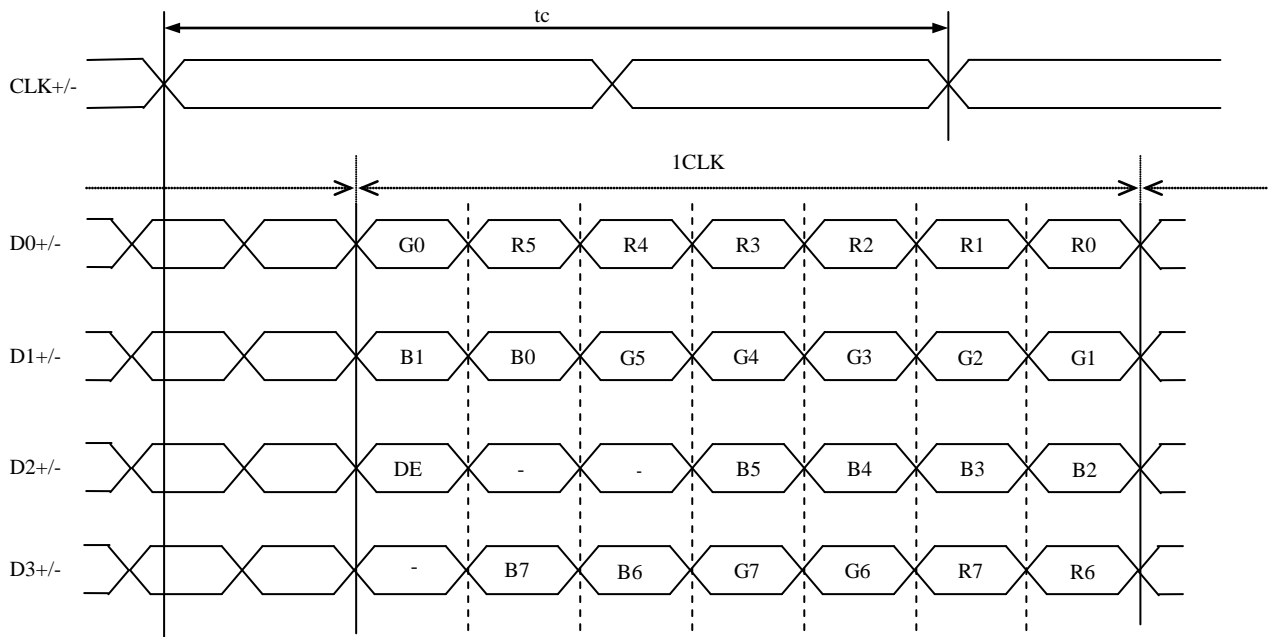 tc
CLK+/-
1CLK
D0+/- G0 R5 R4 R3 R2 R1 R0
D1+/- B1 B0 G5 G4 G3 G2 G1
D2+/- DE - - B5 B4 B3 B2
D3+/- - B7 B6 G7 G6 R7 R6